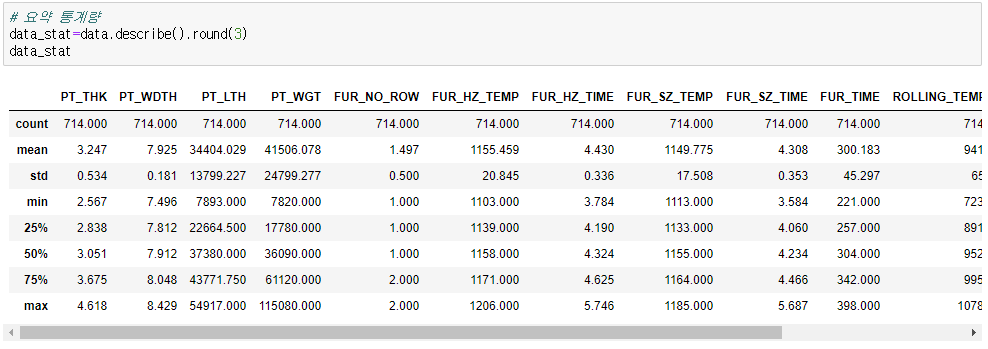 # 요약 통계량
data_stat=data.describe().round(3)
data_stat
PT_THK PT_WDTH PT_LTH PT_WGT FUR_NO_ROW FUR_HZ_TEMP FUR_HZ_TIME FUR_SZ_TEMP FUR_SZ_TIME FUR_TIME ROLLING_TEMP
count 714.000 714.000 714.000 714.000 714.000 714.000 714.000 714.000 714.000 714.000 714
mean 3.247 7.925 34404.029 41506.078 1.497 1155.459 4.430 1149.775 4.308 300.183 941
std 0.534 0.181 13799.227 24799.277 0.500 20.845 0.336 17.508 0.353 45.297 65
min 2.567 7.496 7893.000 7820.000 1.000 1103.000 3.784 1113.000 3.584 221.000 723
25% 2.838 7.812 22664.500 17780.000 1.000 1139.000 4.190 1133.000 4.060 257.000 891
50% 3.051 7.912 37380.000 36090.000 1.000 1158.000 4.324 1155.000 4.234 304.000 952
75% 3.675 8.048 43771.750 61120.000 2.000 1171.000 4.625 1164.000 4.466 342.000 995
max 4.618 8.429 54917.000 115080.000 2.000 1206.000 5.746 1185.000 5.687 398.000 1078